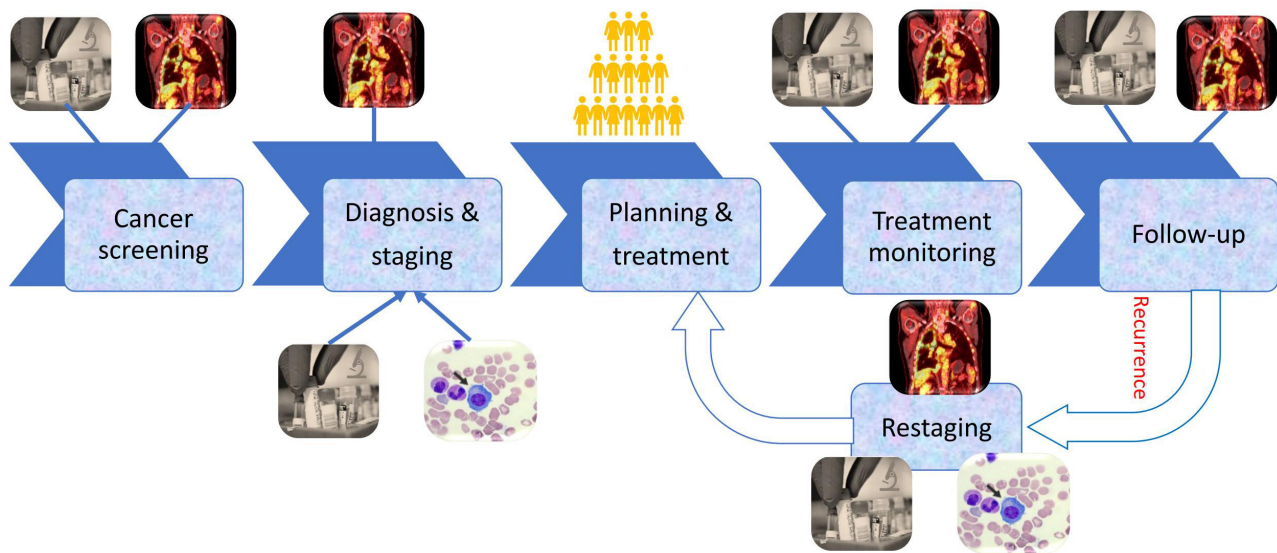 Cancer
screening
Diagnosis &
staging
Planning &
treatment
Treatment
monitoring
Follow-up
Recurrence
Restaging